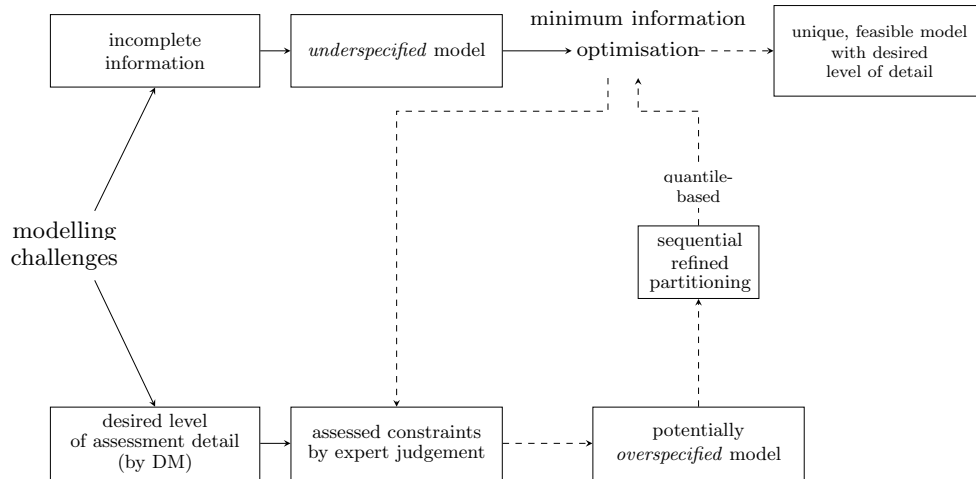 incomplete
information
underspecified model
minimum information
optimisation
unique, feasible model
with desired
level of detail
quantile-
based
modelling
challenges
sequential
refined
partitioning
desired level
of assessment detail
(by DM)
assessed constraints
by expert judgement
potentially
overspecified model